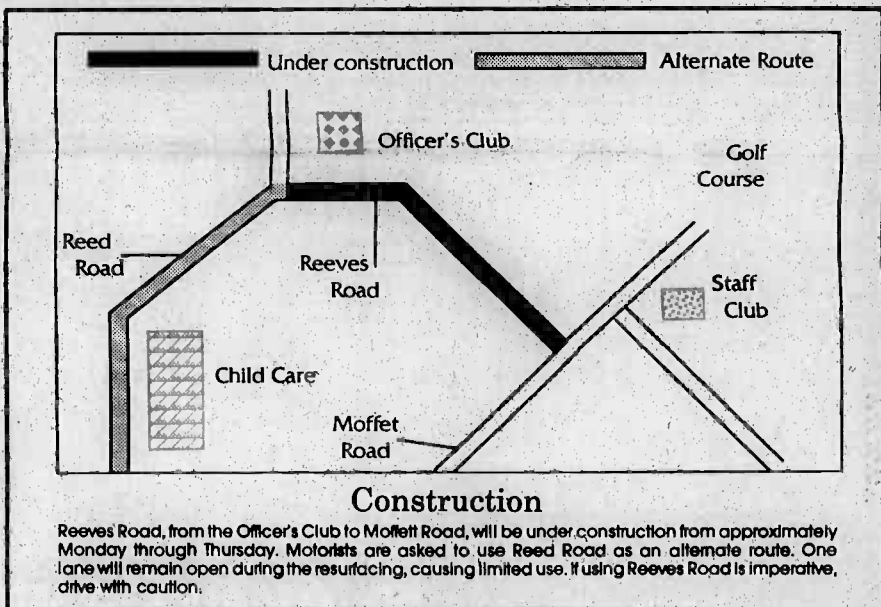 Under construction
Alternate Route
Officer's Club
Golf
Course
Reed
Road
Reeves
Road
Staff
Club
Child Care
Moffet
Road
Construction
Reeves Road, from the Officer's Club to Moffett Road, will be under construction from approximately
Monday through Thursday. Motorists are asked to use Reed Road as an alternate route. One
lane will remain open during the resurfacing, causing limited use. If using Reeves Road is imperative,
drive with caution.